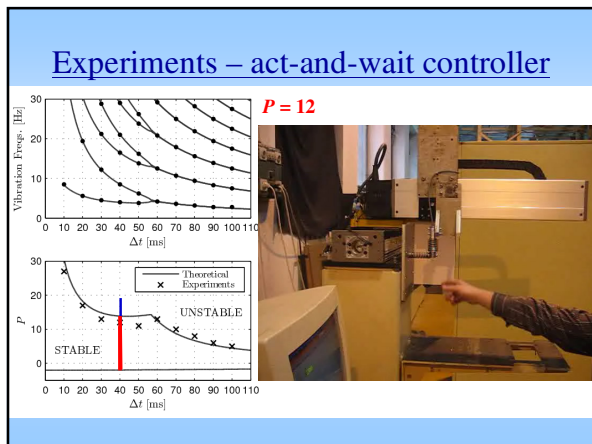 Experiments – act-and-wait controller
P = 12
Vibration Freqs. [Hz]
30
20
10
0
0 10 20 30 40 50 60 70 80 90 100 110
Δt [ms]
P
30
20
10
0
Theoretical
Experiments
UNSTABLE
STABLE
0 10 20 30 40 50 60 70 80 90 100 110
Δt [ms]